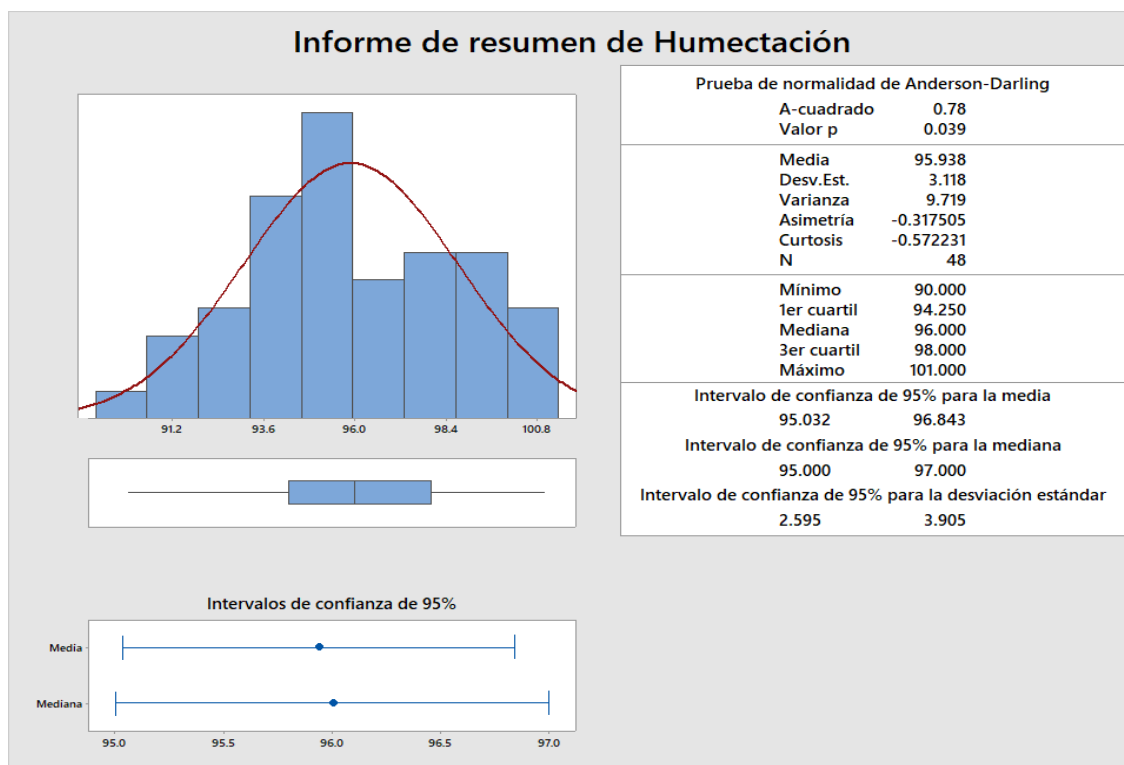 Informe de resumen de Humectación
91.2 93.6 96.0 98.4 100.8
Intervalos de confianza de 95%
Media
Mediana
95.0 95.5 96.0 96.5 97.0
Prueba de normalidad de Anderson-Darling
A-cuadrado 0.78
Valor p 0.039
Media 95.938
Desv.Est. 3.118
Varianza 9.719
Asimetría -0.317505
Curtosis -0.572231
N 48
Mínimo 90.000
1er cuartil 94.250
Mediana 96.000
3er cuartil 98.000
Máximo 101.000
Intervalo de confianza de 95% para la media
95.032 96.843
Intervalo de confianza de 95% para la mediana
95.000 97.000
Intervalo de confianza de 95% para la desviación estándar
2.595 3.905